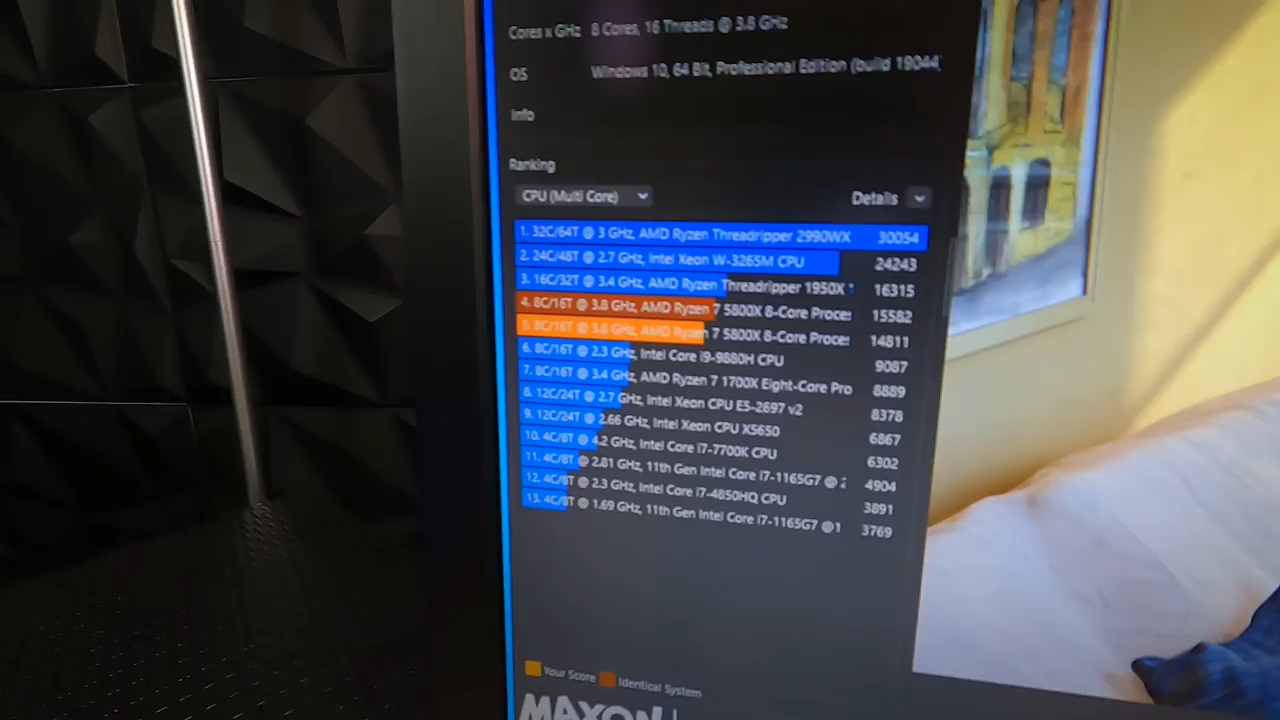 Cores x GHz 8 Cores, 16 Threads @ 3.8 GHz
OS Windows 10, 64 Bit, Professional Edition (build 19044)
Info
Ranking
CPU (Multi Core) Details
1. 32C/64T @ 3 GHz, AMD Ryzen Threadripper 2990WX 30054
2. 24C/48T @ 2.7 GHz, Intel Xeon W-3265M CPU 24243
3. 16C/32T @ 3.4 GHz, AMD Ryzen Threadripper 1950X 16315
4. 8C/16T @ 3.8 GHz, AMD Ryzen 7 5800X 8-Core Proces 15582
5. 8C/16T @ 3.8 GHz, AMD Ryzen 7 5800X 8-Core Proces 14811
6. 8C/16T @ 2.3 GHz, Intel Core i9-9880H CPU 9087
7. 8C/16T @ 3.4 GHz, AMD Ryzen 7 1700X Eight-Core Pro 8889
8. 12C/24T @ 2.7 GHz, Intel Xeon CPU E5-2697 v2 8378
9. 12C/24T @ 2.66 GHz, Intel Xeon CPU X5650 6867
10. 4C/8T @ 4.2 GHz, Intel Core i7-7700K CPU 6302
11. 4C/8T @ 2.81 GHz, 11th Gen Intel Core i7-1165G7 @ 2 4904
12. 4C/8T @ 2.3 GHz, Intel Core i7-4850HQ CPU 3891
13. 4C/8T @ 1.69 GHz, 11th Gen Intel Core i7-1165G7 @1 3769
Your Score Identical System
MAXON